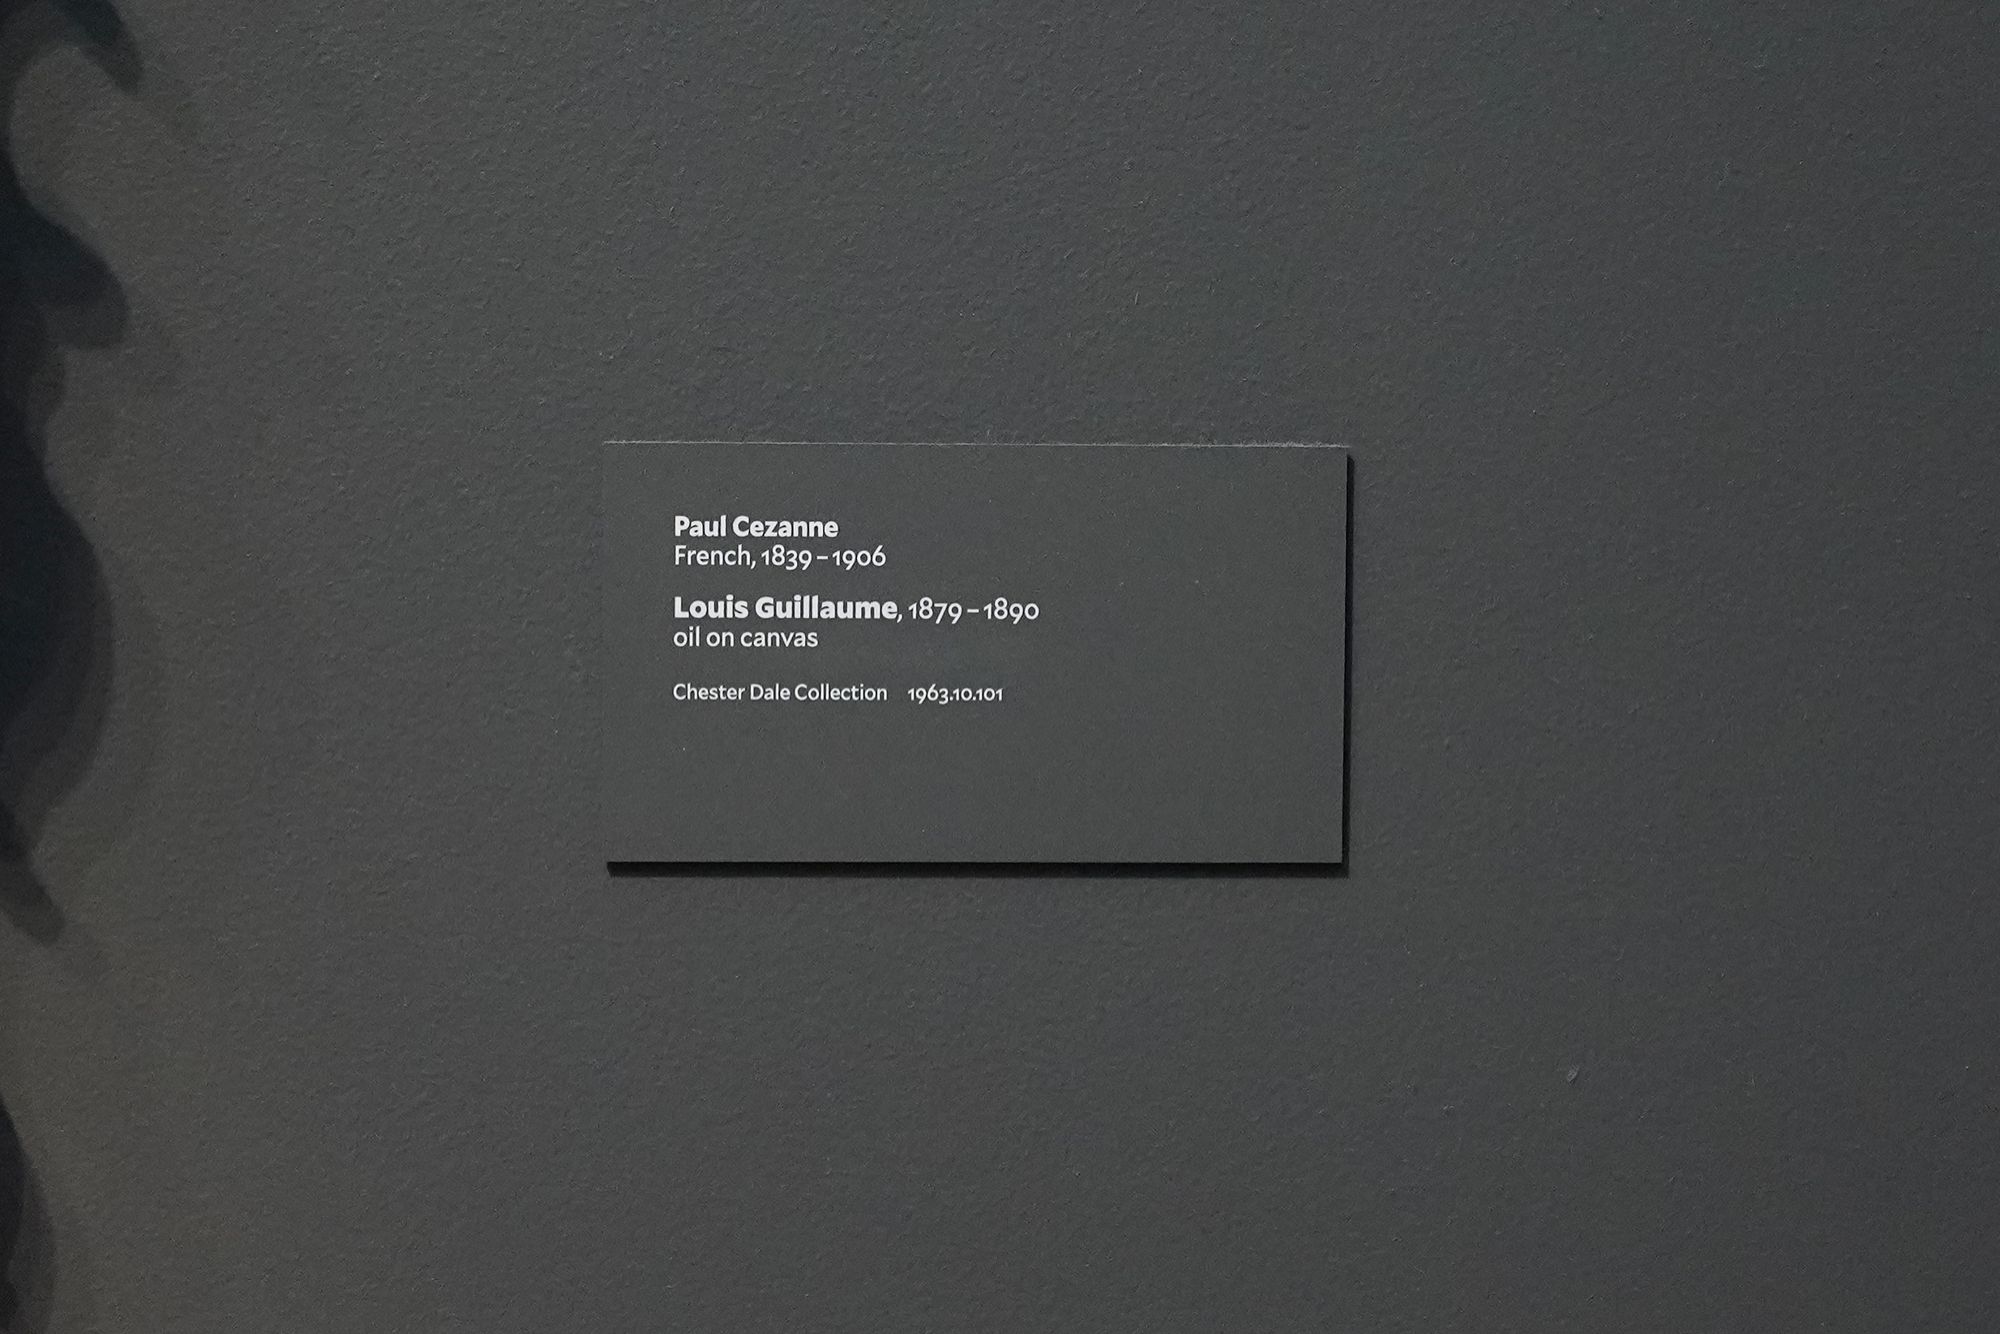 Paul Cezanne
French, 1839 – 1906
Louis Guillaume, 1879 – 1890
oil on canvas
Chester Dale Collection 1963.10.101